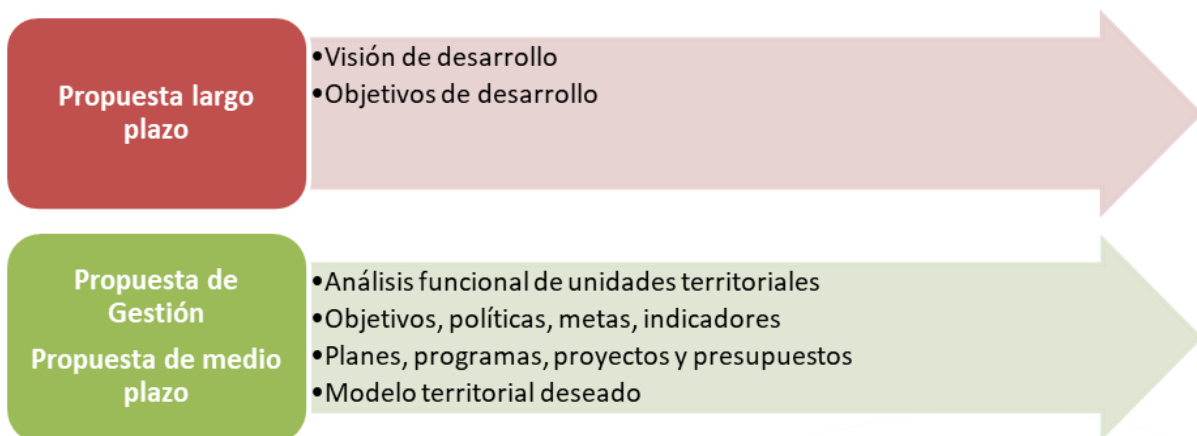 Propuesta largo
plazo
•Visión de desarrollo
•Objetivos de desarrollo
Propuesta de
Gestión
Propuesta de medio
plazo
•Análisis funcional de unidades territoriales
•Objetivos, políticas, metas, indicadores
•Planes, programas, proyectos y presupuestos
•Modelo territorial deseado